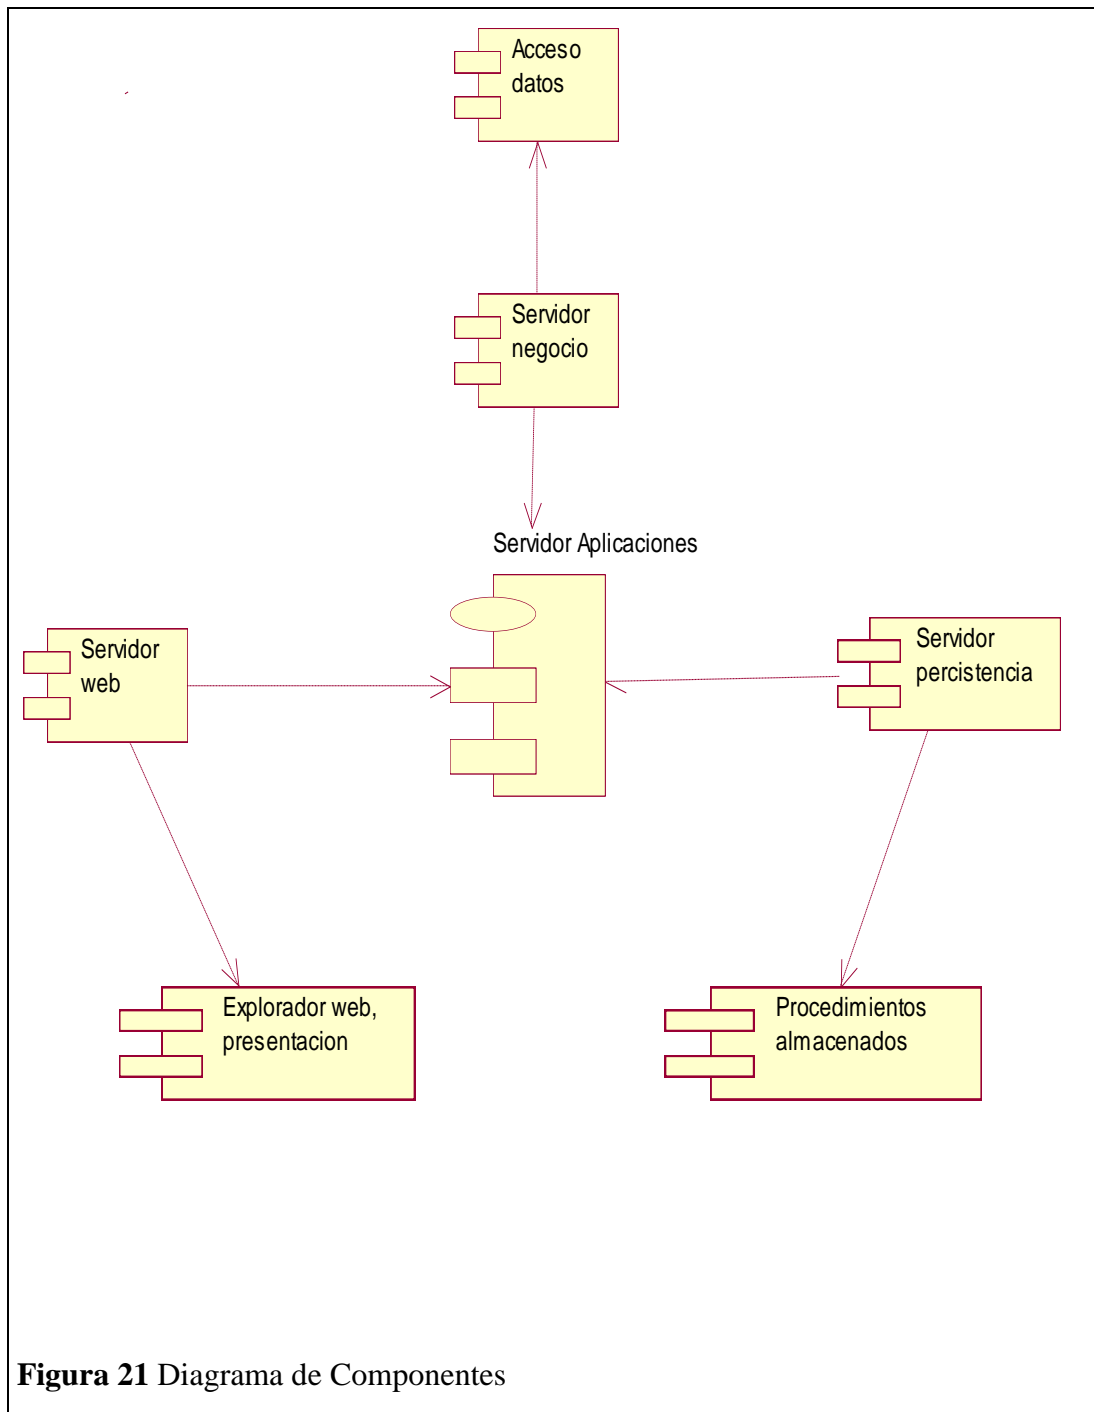 Acceso
datos
Servidor
negocio
Servidor Aplicaciones
Servidor
web
Servidor
percistencia
Explorador web,
presentacion
Procedimientos
almacenados
Figura 21 Diagrama de Componentes